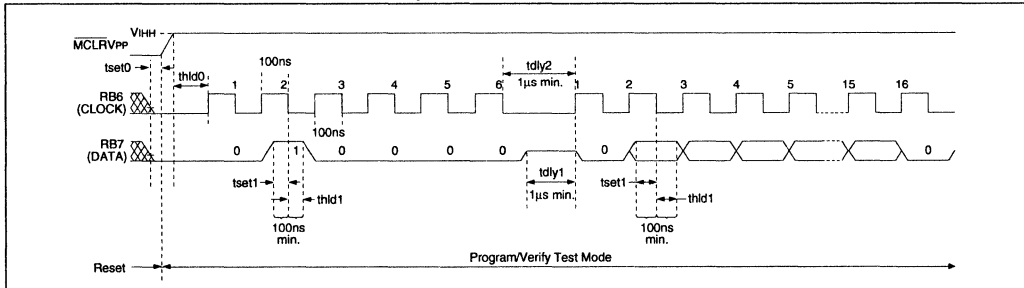 VIHH
MCLRVPP
tset0
thld0
100ns
tdly2
1µs min.
1 2 3 4 5 6 1 2 3 4 5 15 16
RB6
(CLOCK)
100ns
RB7
(DATA)
0 1 0 0 0 0 0 0
tset1
thld1
100ns
min.
tdly1
1µs min.
tset1
thld1
100ns
min.
Reset
Program/Verify Test Mode